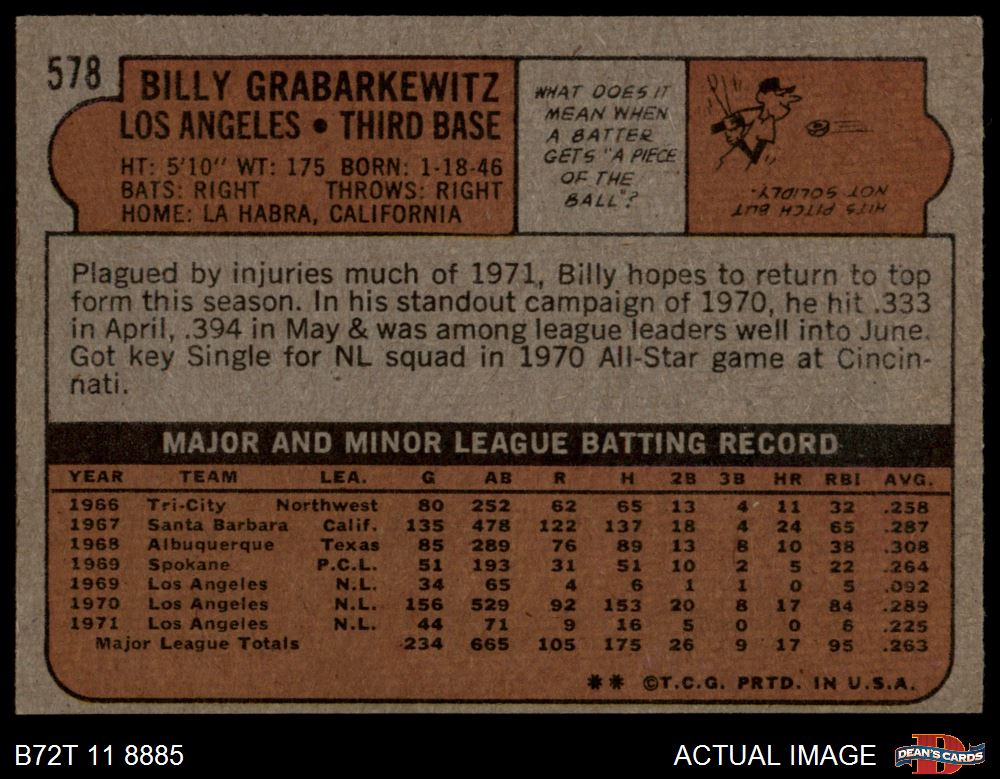 578
BILLY GRABARKEWITZ
LOS ANGELES • THIRD BASE
HT: 5'10" WT: 175 BORN: 1-18-46
BATS: RIGHT THROWS: RIGHT
HOME: LA HABRA, CALIFORNIA
WHAT DOES IT
MEAN WHEN
A BATTER
GETS "A PIECE
OF THE
BALL"?
HITS PITCH BUT
NOT SOLIDLY.
Plagued by injuries much of 1971, Billy hopes to return to top
form this season. In his standout campaign of 1970, he hit .333
in April, .394 in May & was among league leaders well into June.
Got key Single for NL squad in 1970 All-Star game at Cincin-
nati.
MAJOR AND MINOR LEAGUE BATTING RECORD
YEAR TEAM LEA. G AB R H 2B 3B HR RBI AVG.
1966 Tri-City Northwest 80 252 62 65 13 4 11 32 .258
1967 Santa Barbara Calif. 135 478 122 137 18 4 24 65 .287
1968 Albuquerque Texas 85 289 76 89 13 8 10 38 .308
1969 Spokane P.C.L. 51 193 31 51 10 2 5 22 .264
1969 Los Angeles N.L. 34 65 4 6 1 1 0 5 .092
1970 Los Angeles N.L. 156 529 92 153 20 8 17 84 .289
1971 Los Angeles N.L. 44 71 9 16 5 0 0 6 .225
Major League Totals 234 665 105 175 26 9 17 95 .263
** ©T.C.G. PRTD. IN U.S.A.
B72T 11 8885
ACTUAL IMAGE
DEAN'S CARDS